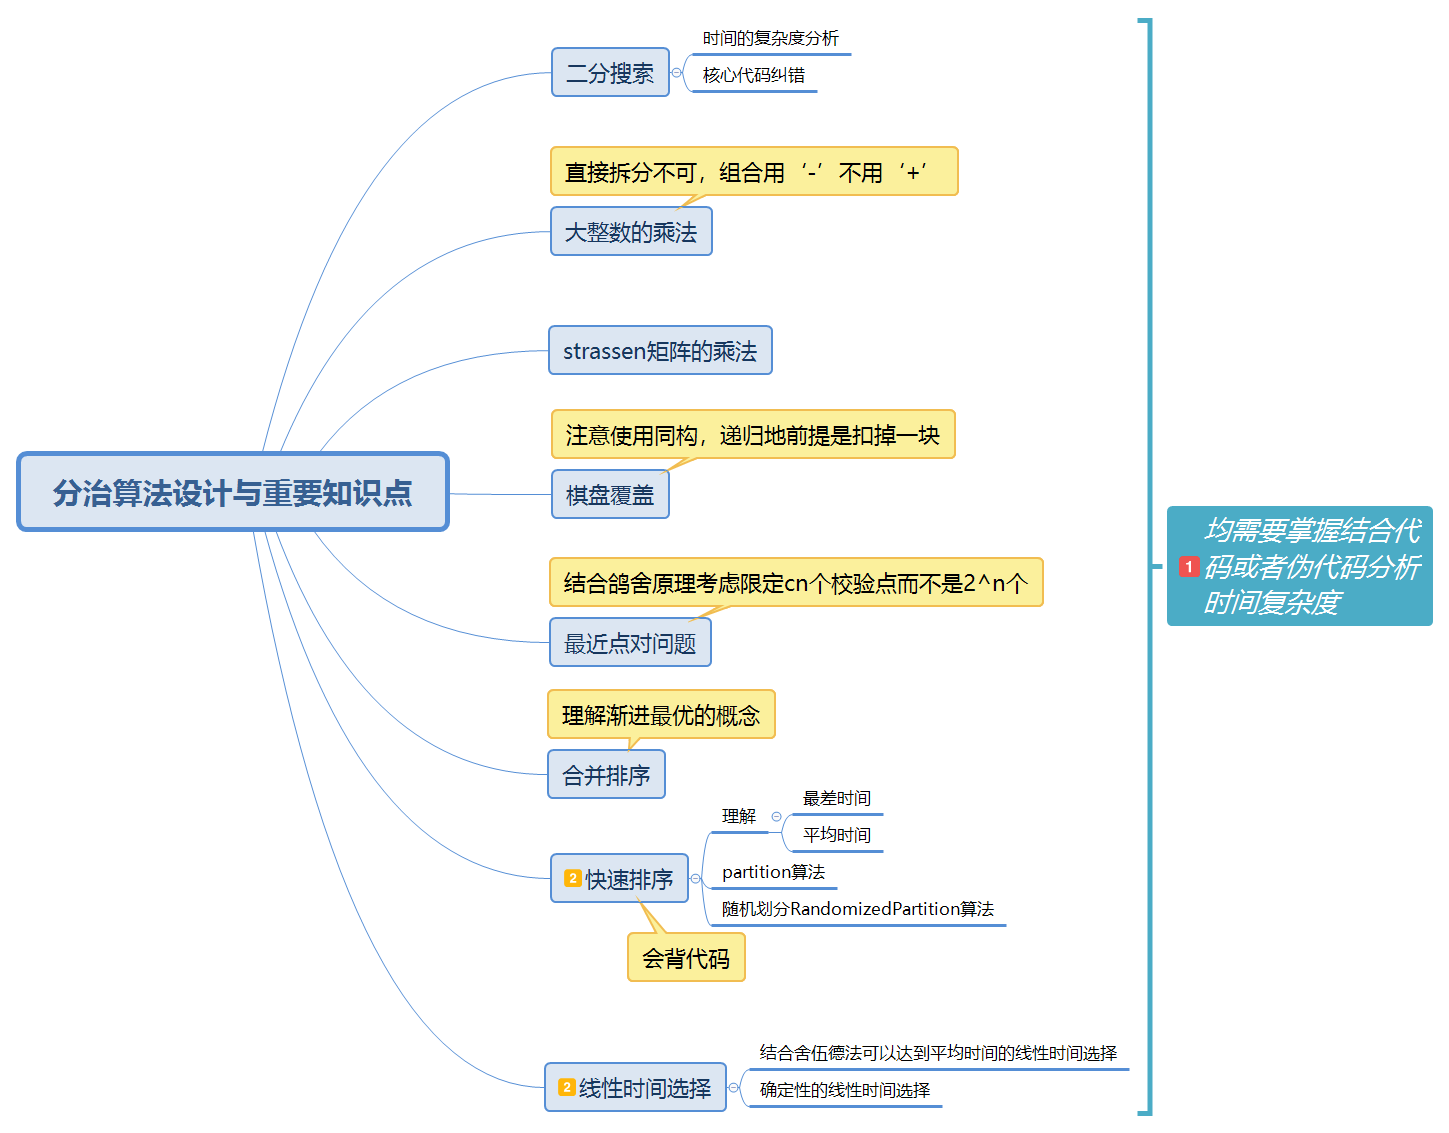 分治算法设计与重要知识点
二分搜索
时间的复杂度分析
核心代码纠错
直接拆分不可，组合用‘-’不用‘+’
大整数的乘法
strassen矩阵的乘法
注意使用同构，递归地前提是扣掉一块
棋盘覆盖
结合鸽舍原理考虑限定cn个校验点而不是2^n个
最近点对问题
理解渐进最优的概念
合并排序
2 快速排序
理解
最差时间
平均时间
partition算法
随机划分RandomizedPartition算法
会背代码
2 线性时间选择
结合舍伍德法可以达到平均时间的线性时间选择
确定性的线性时间选择
均需要掌握结合代
1 码或者伪代码分析
时间复杂度